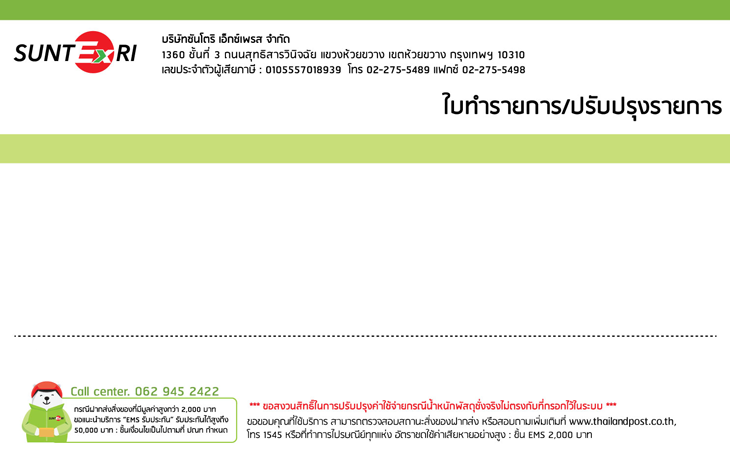 SUNTExRI
บริษัทซันโตริ เอ็กซ์เพรส จำกัด
1360 ชั้นที่ 3 ถนนสุทธิสารวินิจฉัย แขวงห้วยขวาง เขตห้วยขวาง กรุงเทพฯ 10310
เลขประจำตัวผู้เสียภาษี : 0105557018939 โทร 02-275-5489 แฟกซ์ 02-275-5498
ใบทำรายการ/ปรับปรุงรายการ
Call center. 062 945 2422
กรณีฝากส่งสิ่งของที่มีมูลค่าสูงกว่า 2,000 บาท
ขอแนะนำบริการ "EMS รับประกัน" รับประกันได้สูงถึง
50,000 บาท : ชิ้นเงื่อนไขเป็นไปตามที่ ปณท กำหนด
*** ขอสงวนสิทธิ์ในการปรับปรุงค่าใช้จ่ายกรณีน้ำหนักพัสดุชั่งจริงไม่ตรงกับที่กรอกไว้ในระบบ ***
ขอขอบคุณที่ใช้บริการ สามารถตรวจสอบสถานะสิ่งของฝากส่ง หรือสอบถามเพิ่มเติมที่ www.thailandpost.co.th,
โทร 1545 หรือที่ทำการไปรษณีย์ทุกแห่ง อัตราชดใช้ค่าเสียหายอย่างสูง : ชิ้น EMS 2,000 บาท